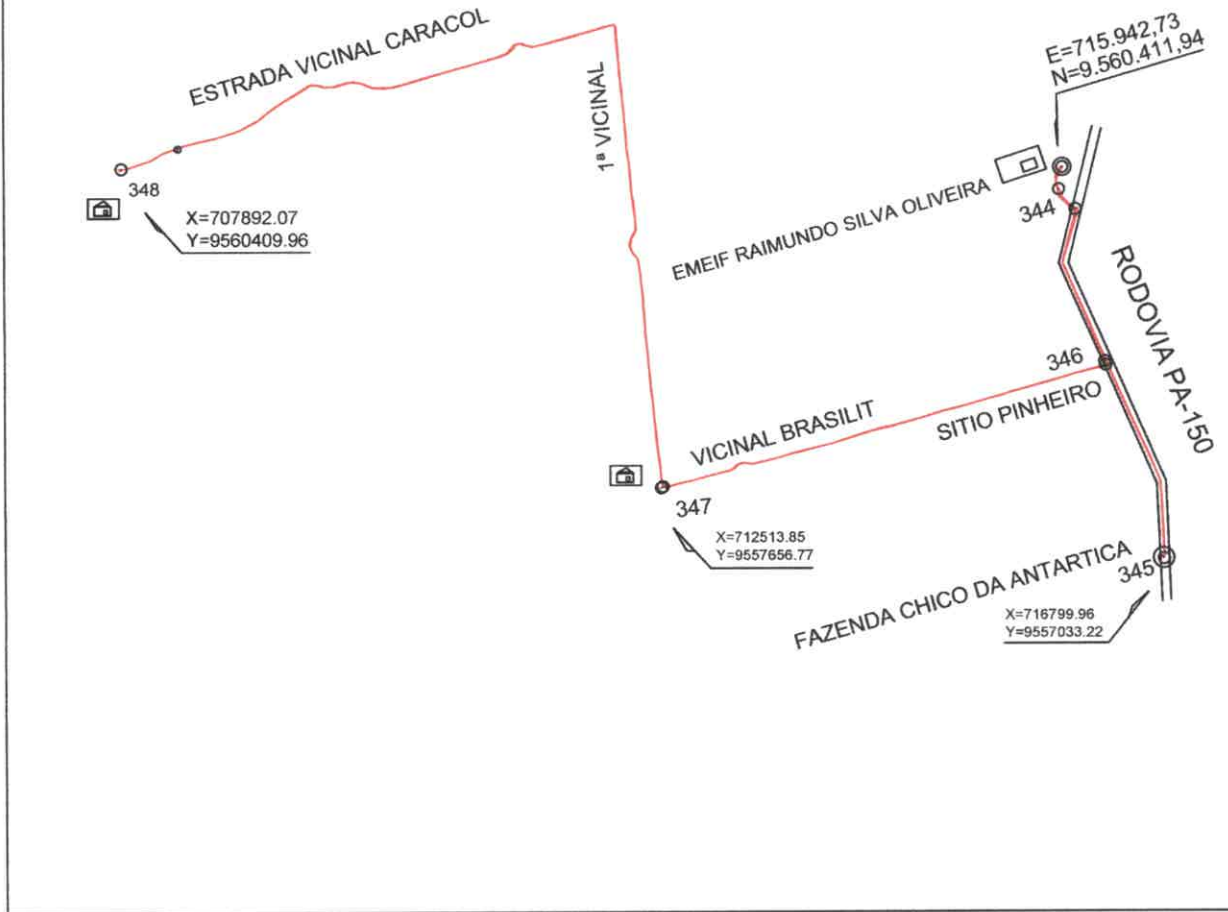 ESTRADA VICINAL CARACOL
E=715.942,73
N=9.560.411,94
1ª VICINAL
348
X=707892.07
Y=9560409.96
EMEIF RAIMUNDO SILVA OLIVEIRA
344
RODOVIA PA-150
346
VICINAL BRASILIT
SITIO PINHEIRO
347
X=712513.85
Y=9557656.77
FAZENDA CHICO DA ANTARTICA
345
X=716799.96
Y=9557033.22